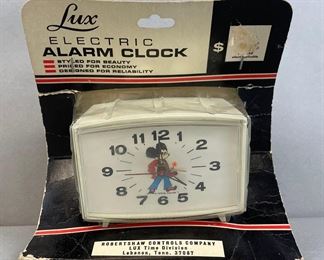 Lux
ELECTRIC
ALARM CLOCK
STYLED FOR BEAUTY
PRICED FOR ECONOMY
DESIGNED FOR RELIABILITY
$
12
11
1
10
2
9
3
8
4
7
5
6
ROBERTSHAW CONTROLS COMPANY
LUX Time Division
Lebanon, Tenn. 37087